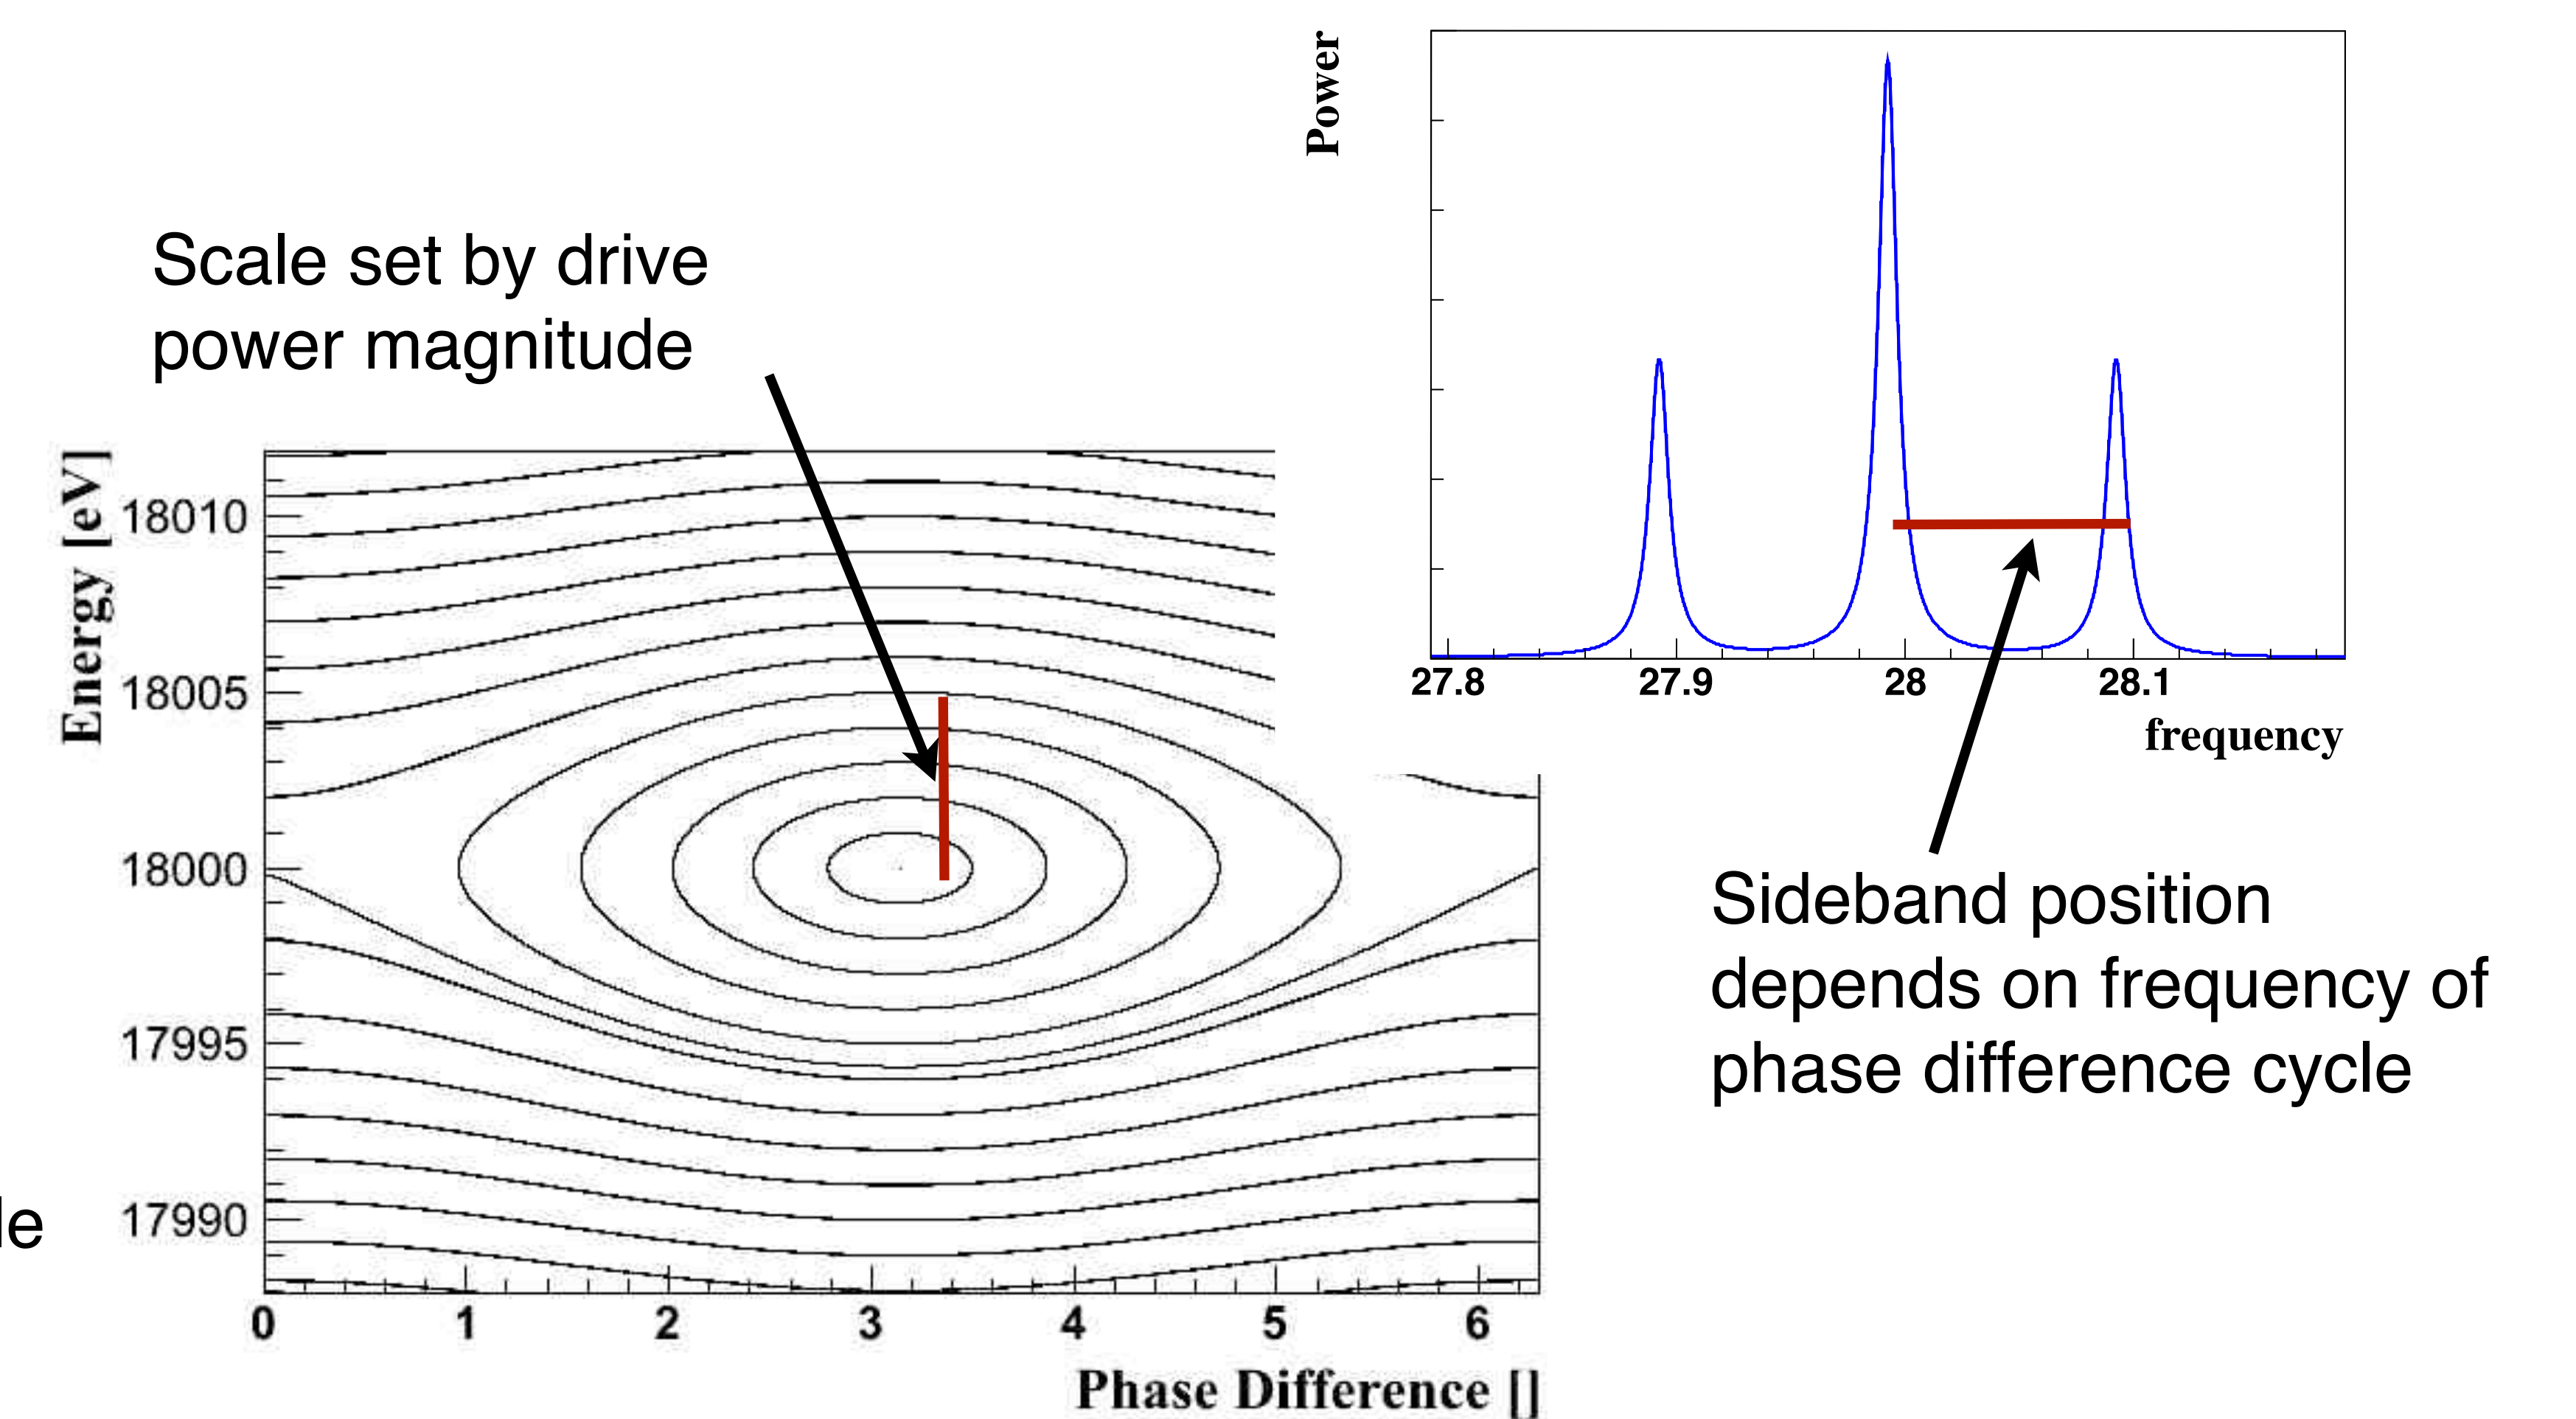 Power
27.8 27.9 28 28.1
frequency
Scale set by drive
power magnitude
Energy [eV]
18010
18005
18000
17995
17990
0 1 2 3 4 5 6
Phase Difference []
Sideband position
depends on frequency of
phase difference cycle